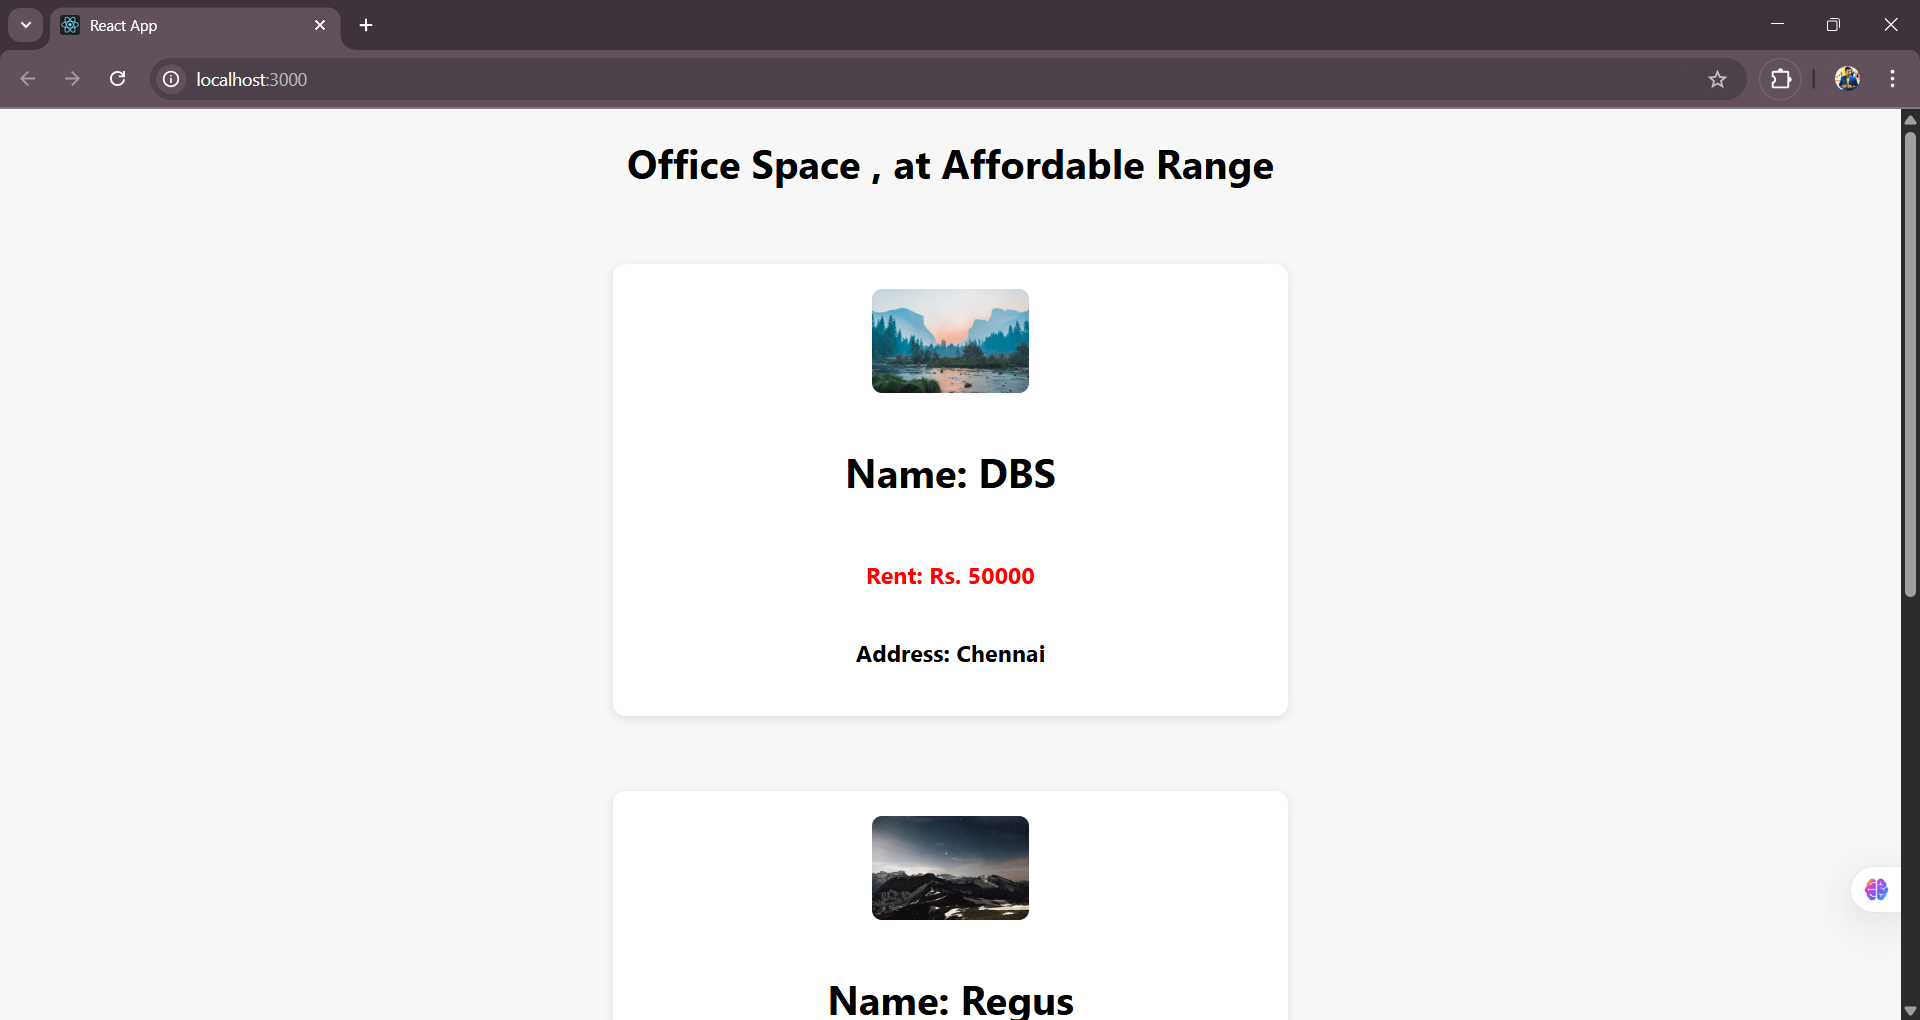 React App
localhost:3000
Office Space , at Affordable Range
Name: DBS
Rent: Rs. 50000
Address: Chennai
Name: Regus